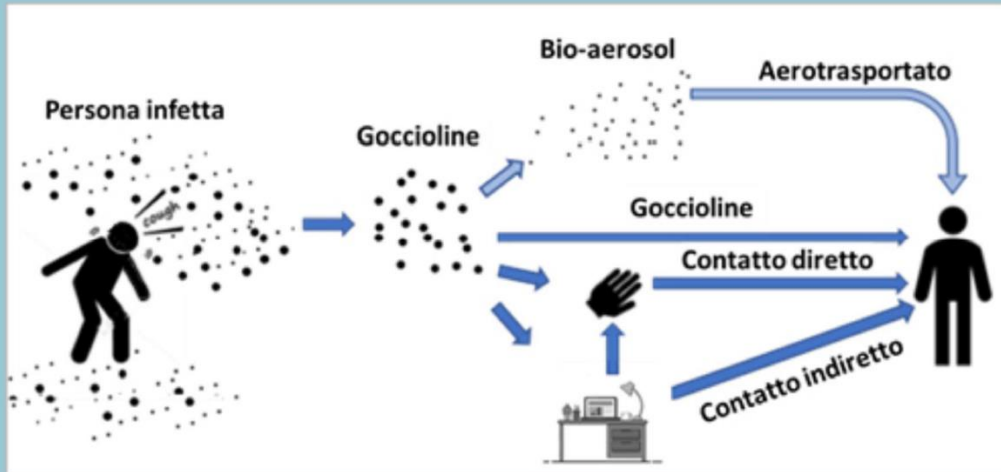 Persona infetta
cough
Goccioline
Bio-aerosol
Aerotrasportato
Goccioline
Contatto diretto
Contatto indiretto